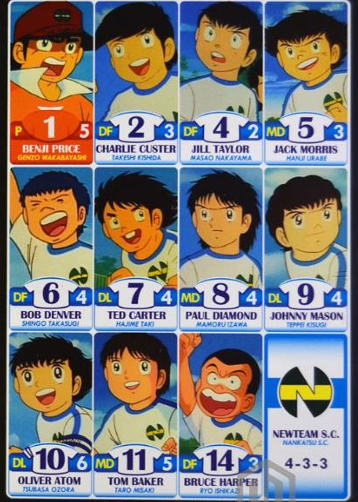 P 1 5
BENJI PRICE
GENZO WAKABAYASHI
DF 2 3
CHARLIE CUSTER
TAKESHI KISHIDA
DF 4 2
JILL TAYLOR
MASAO NAKAYAMA
MD 5 3
JACK MORRIS
HANJI URABE
DF 6 4
BOB DENVER
SHINGO TAKASUGI
DL 7 4
TED CARTER
HAJIME TAKI
MD 8 4
PAUL DIAMOND
MAMORU IZAWA
DL 9 4
JOHNNY MASON
TEPPEI KISUGI
DL 10 6
OLIVER ATOM
TSUBASA OZORA
MD 11 5
TOM BAKER
TARO MISAKI
DF 14 3
BRUCE HARPER
RYO ISHIZAKI
N
NEWTEAM S.C.
NANKATSU S.C.
4-3-3